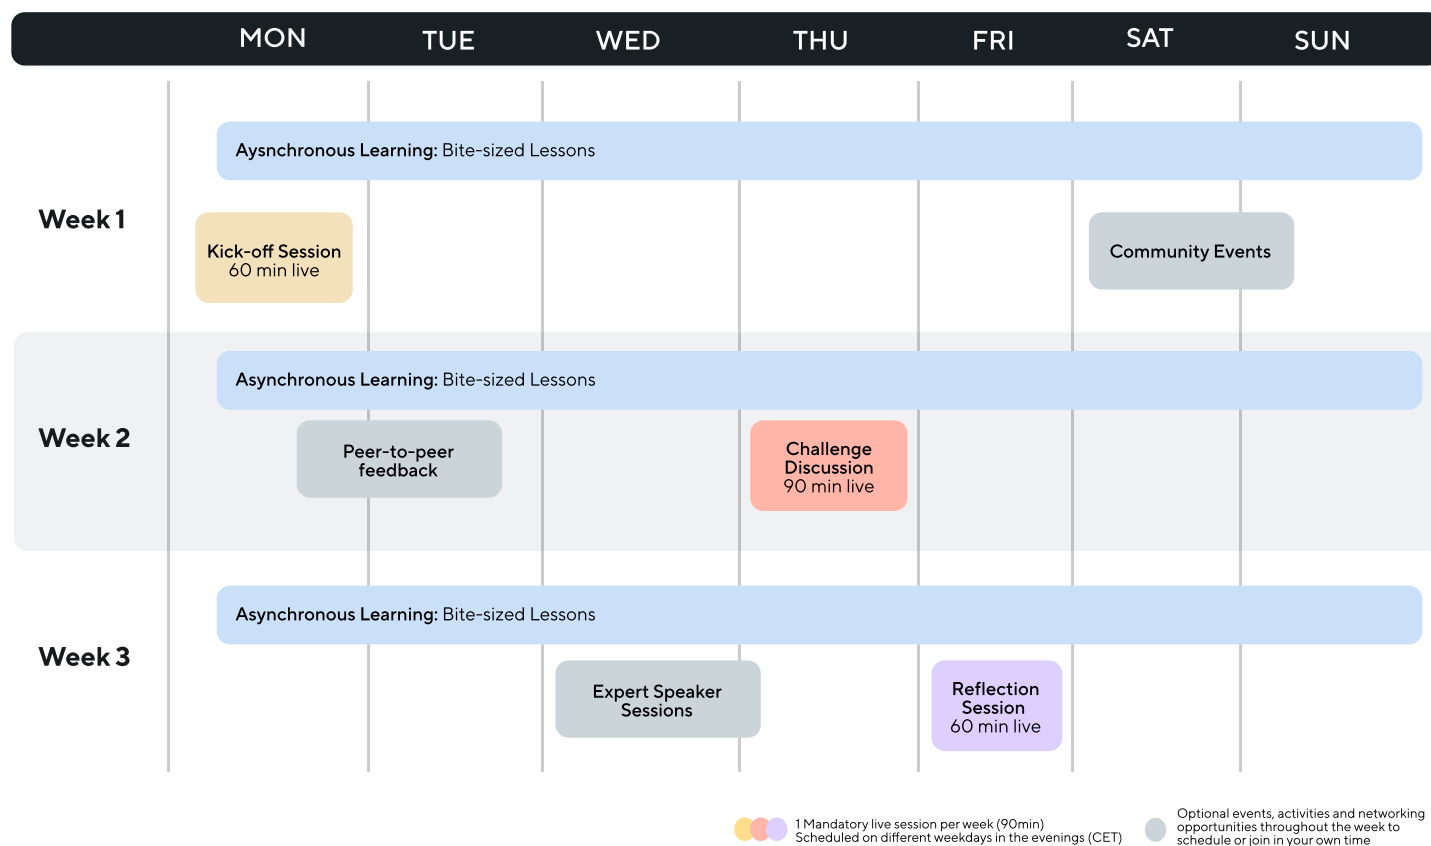 MON TUE WED THU FRI SAT SUN
Week 1
Aysnchronous Learning: Bite-sized Lessons
Kick-off Session
60 min live
Community Events
Week 2
Asynchronous Learning: Bite-sized Lessons
Peer-to-peer
feedback
Challenge
Discussion
90 min live
Week 3
Asynchronous Learning: Bite-sized Lessons
Expert Speaker
Sessions
Reflection
Session
60 min live
1 Mandatory live session per week (90min)
Scheduled on different weekdays in the evenings (CET)
Optional events, activities and networking
opportunities throughout the week to
schedule or join in your own time